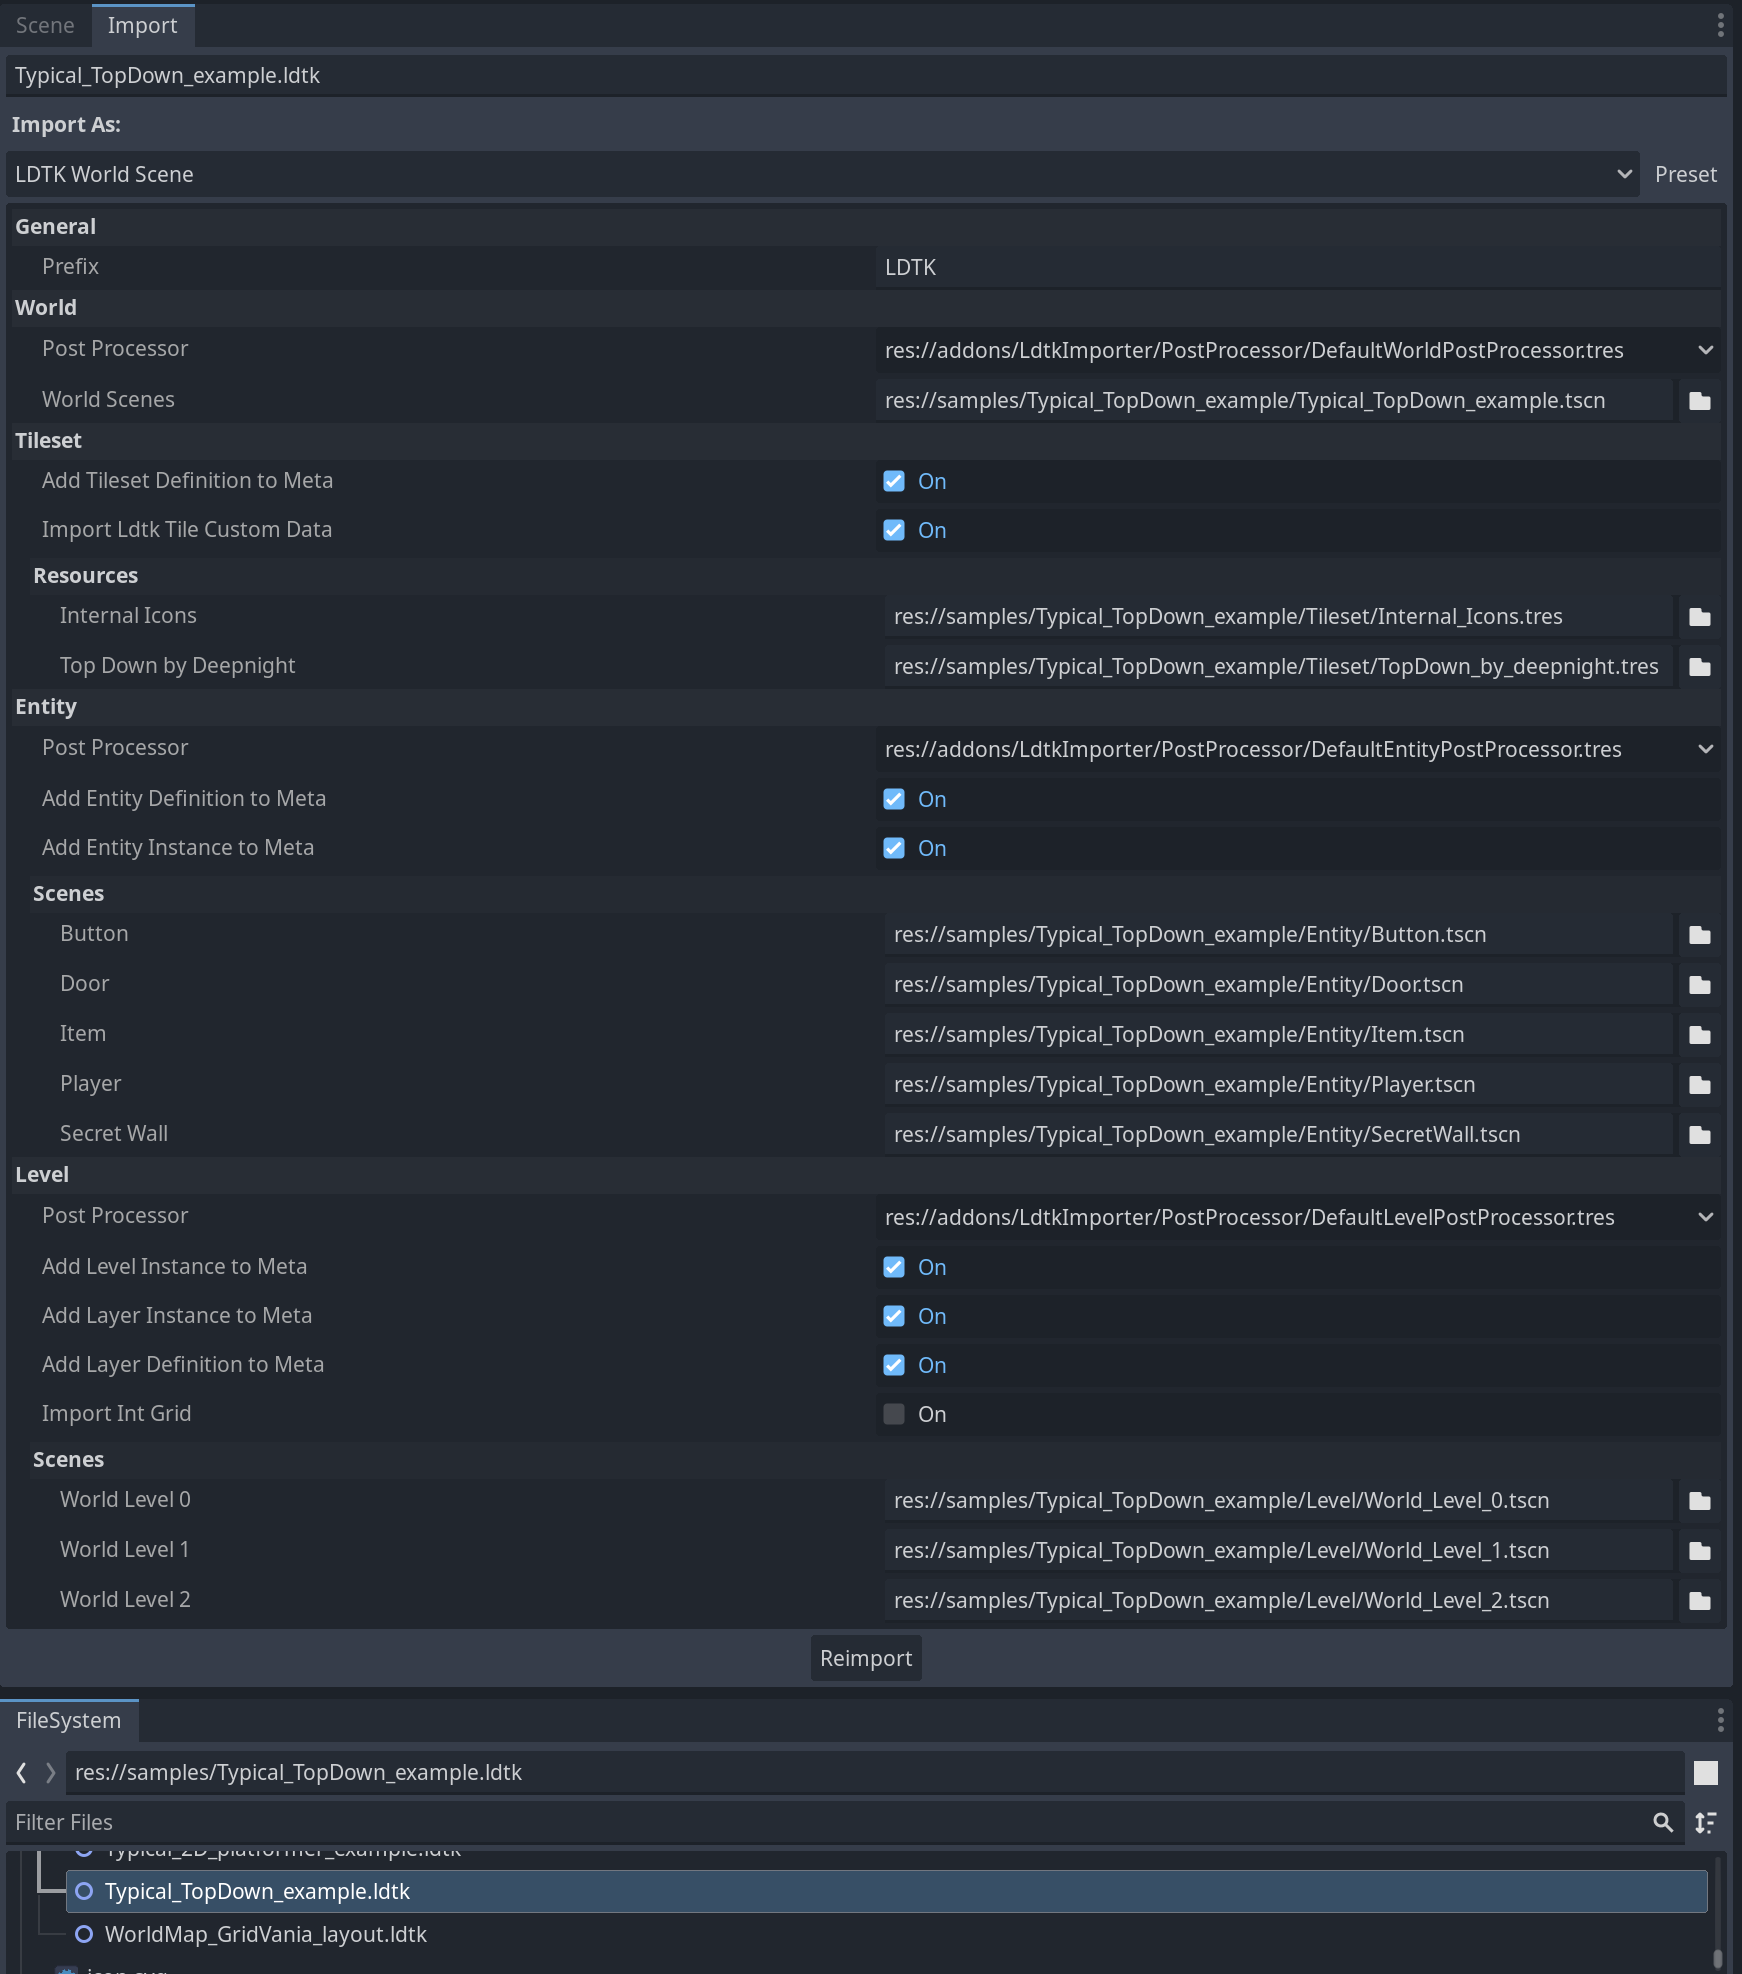 Scene Import
Typical_TopDown_example.ldtk
Import As:
LDTK World Scene Preset
General
Prefix LDTK
World
Post Processor res://addons/LdtkImporter/PostProcessor/DefaultWorldPostProcessor.tres
World Scenes res://samples/Typical_TopDown_example/Typical_TopDown_example.tscn
Tileset
Add Tileset Definition to Meta On
Import Ldtk Tile Custom Data On
Resources
Internal Icons res://samples/Typical_TopDown_example/Tileset/Internal_Icons.tres
Top Down by Deepnight res://samples/Typical_TopDown_example/Tileset/TopDown_by_deepnight.tres
Entity
Post Processor res://addons/LdtkImporter/PostProcessor/DefaultEntityPostProcessor.tres
Add Entity Definition to Meta On
Add Entity Instance to Meta On
Scenes
Button res://samples/Typical_TopDown_example/Entity/Button.tscn
Door res://samples/Typical_TopDown_example/Entity/Door.tscn
Item res://samples/Typical_TopDown_example/Entity/Item.tscn
Player res://samples/Typical_TopDown_example/Entity/Player.tscn
Secret Wall res://samples/Typical_TopDown_example/Entity/SecretWall.tscn
Level
Post Processor res://addons/LdtkImporter/PostProcessor/DefaultLevelPostProcessor.tres
Add Level Instance to Meta On
Add Layer Instance to Meta On
Add Layer Definition to Meta On
Import Int Grid On
Scenes
World Level 0 res://samples/Typical_TopDown_example/Level/World_Level_0.tscn
World Level 1 res://samples/Typical_TopDown_example/Level/World_Level_1.tscn
World Level 2 res://samples/Typical_TopDown_example/Level/World_Level_2.tscn
Reimport
FileSystem
res://samples/Typical_TopDown_example.ldtk
Filter Files
Typical_2D_platformer_example.ldtk
Typical_TopDown_example.ldtk
WorldMap_GridVania_layout.ldtk